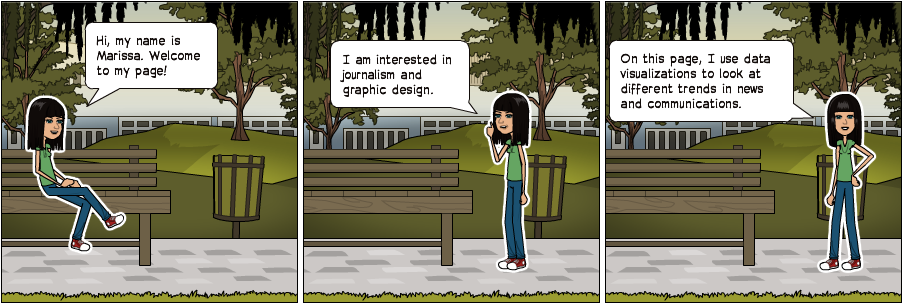 Hi, my name is
Marissa. Welcome
to my page!
I am interested in
journalism and
graphic design.
On this page, I use data
visualizations to look at
different trends in news
and communications.